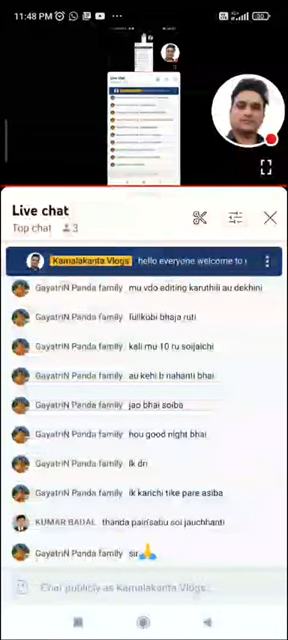 11:48 PM
Live chat
Top chat 3
Kamalakanta Vlogs hello everyone welcome to
GayatriN Panda family mu vdo editing karuthili au dekhini
GayatriN Panda family fullkobi bhaja ruti
GayatriN Panda family kali mu 10 ru soijaichi
GayatriN Panda family au kehi b nahanti bhai
GayatriN Panda family jao bhai soiba
GayatriN Panda family hou good night bhai
GayatriN Panda family lk dri
GayatriN Panda family lk karichi tike pare asiba
KUMAR BADAL thanda pain sabu soi jauchhanti
GayatriN Panda family sir🙏
Chat publicly as Kamalakanta Vlogs...